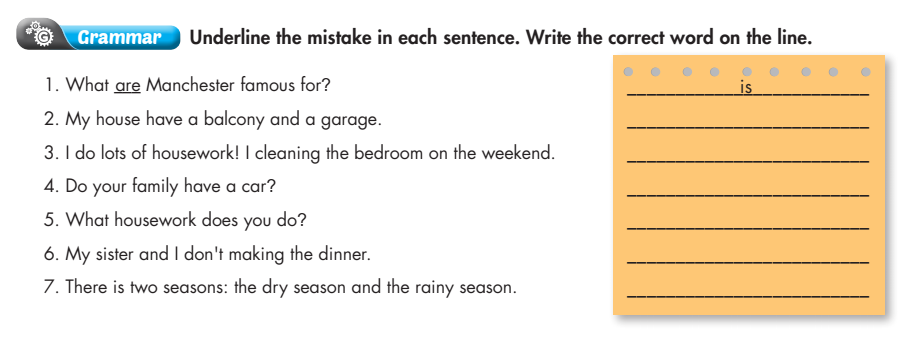 G Grammar Underline the mistake in each sentence. Write the correct word on the line.
1. What are Manchester famous for?
is
2. My house have a balcony and a garage.
3. I do lots of housework! I cleaning the bedroom on the weekend.
4. Do your family have a car?
5. What housework does you do?
6. My sister and I don't making the dinner.
7. There is two seasons: the dry season and the rainy season.